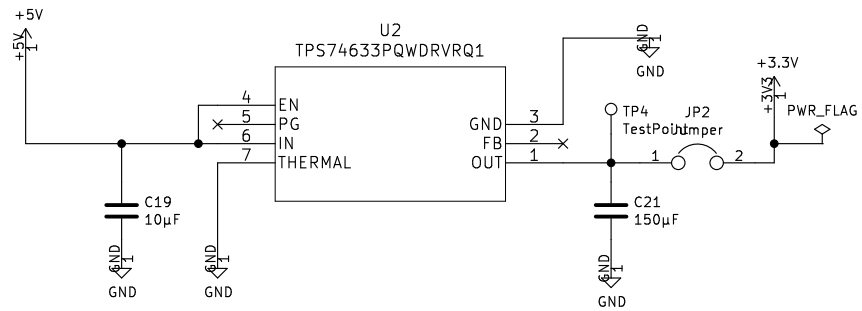 +5V
+5V
1
U2
TPS74633PQWDRVRQ1
GND
1
GND
4
EN
5
PG
6
IN
7
THERMAL
GND
3
FB
2
OUT
1
TP4
TestPoint
JP2
Jumper
1
2
+3.3V
+3V3
1
PWR_FLAG
C19
10µF
GND
1
GND
GND
1
GND
C21
150µF
GND
1
GND